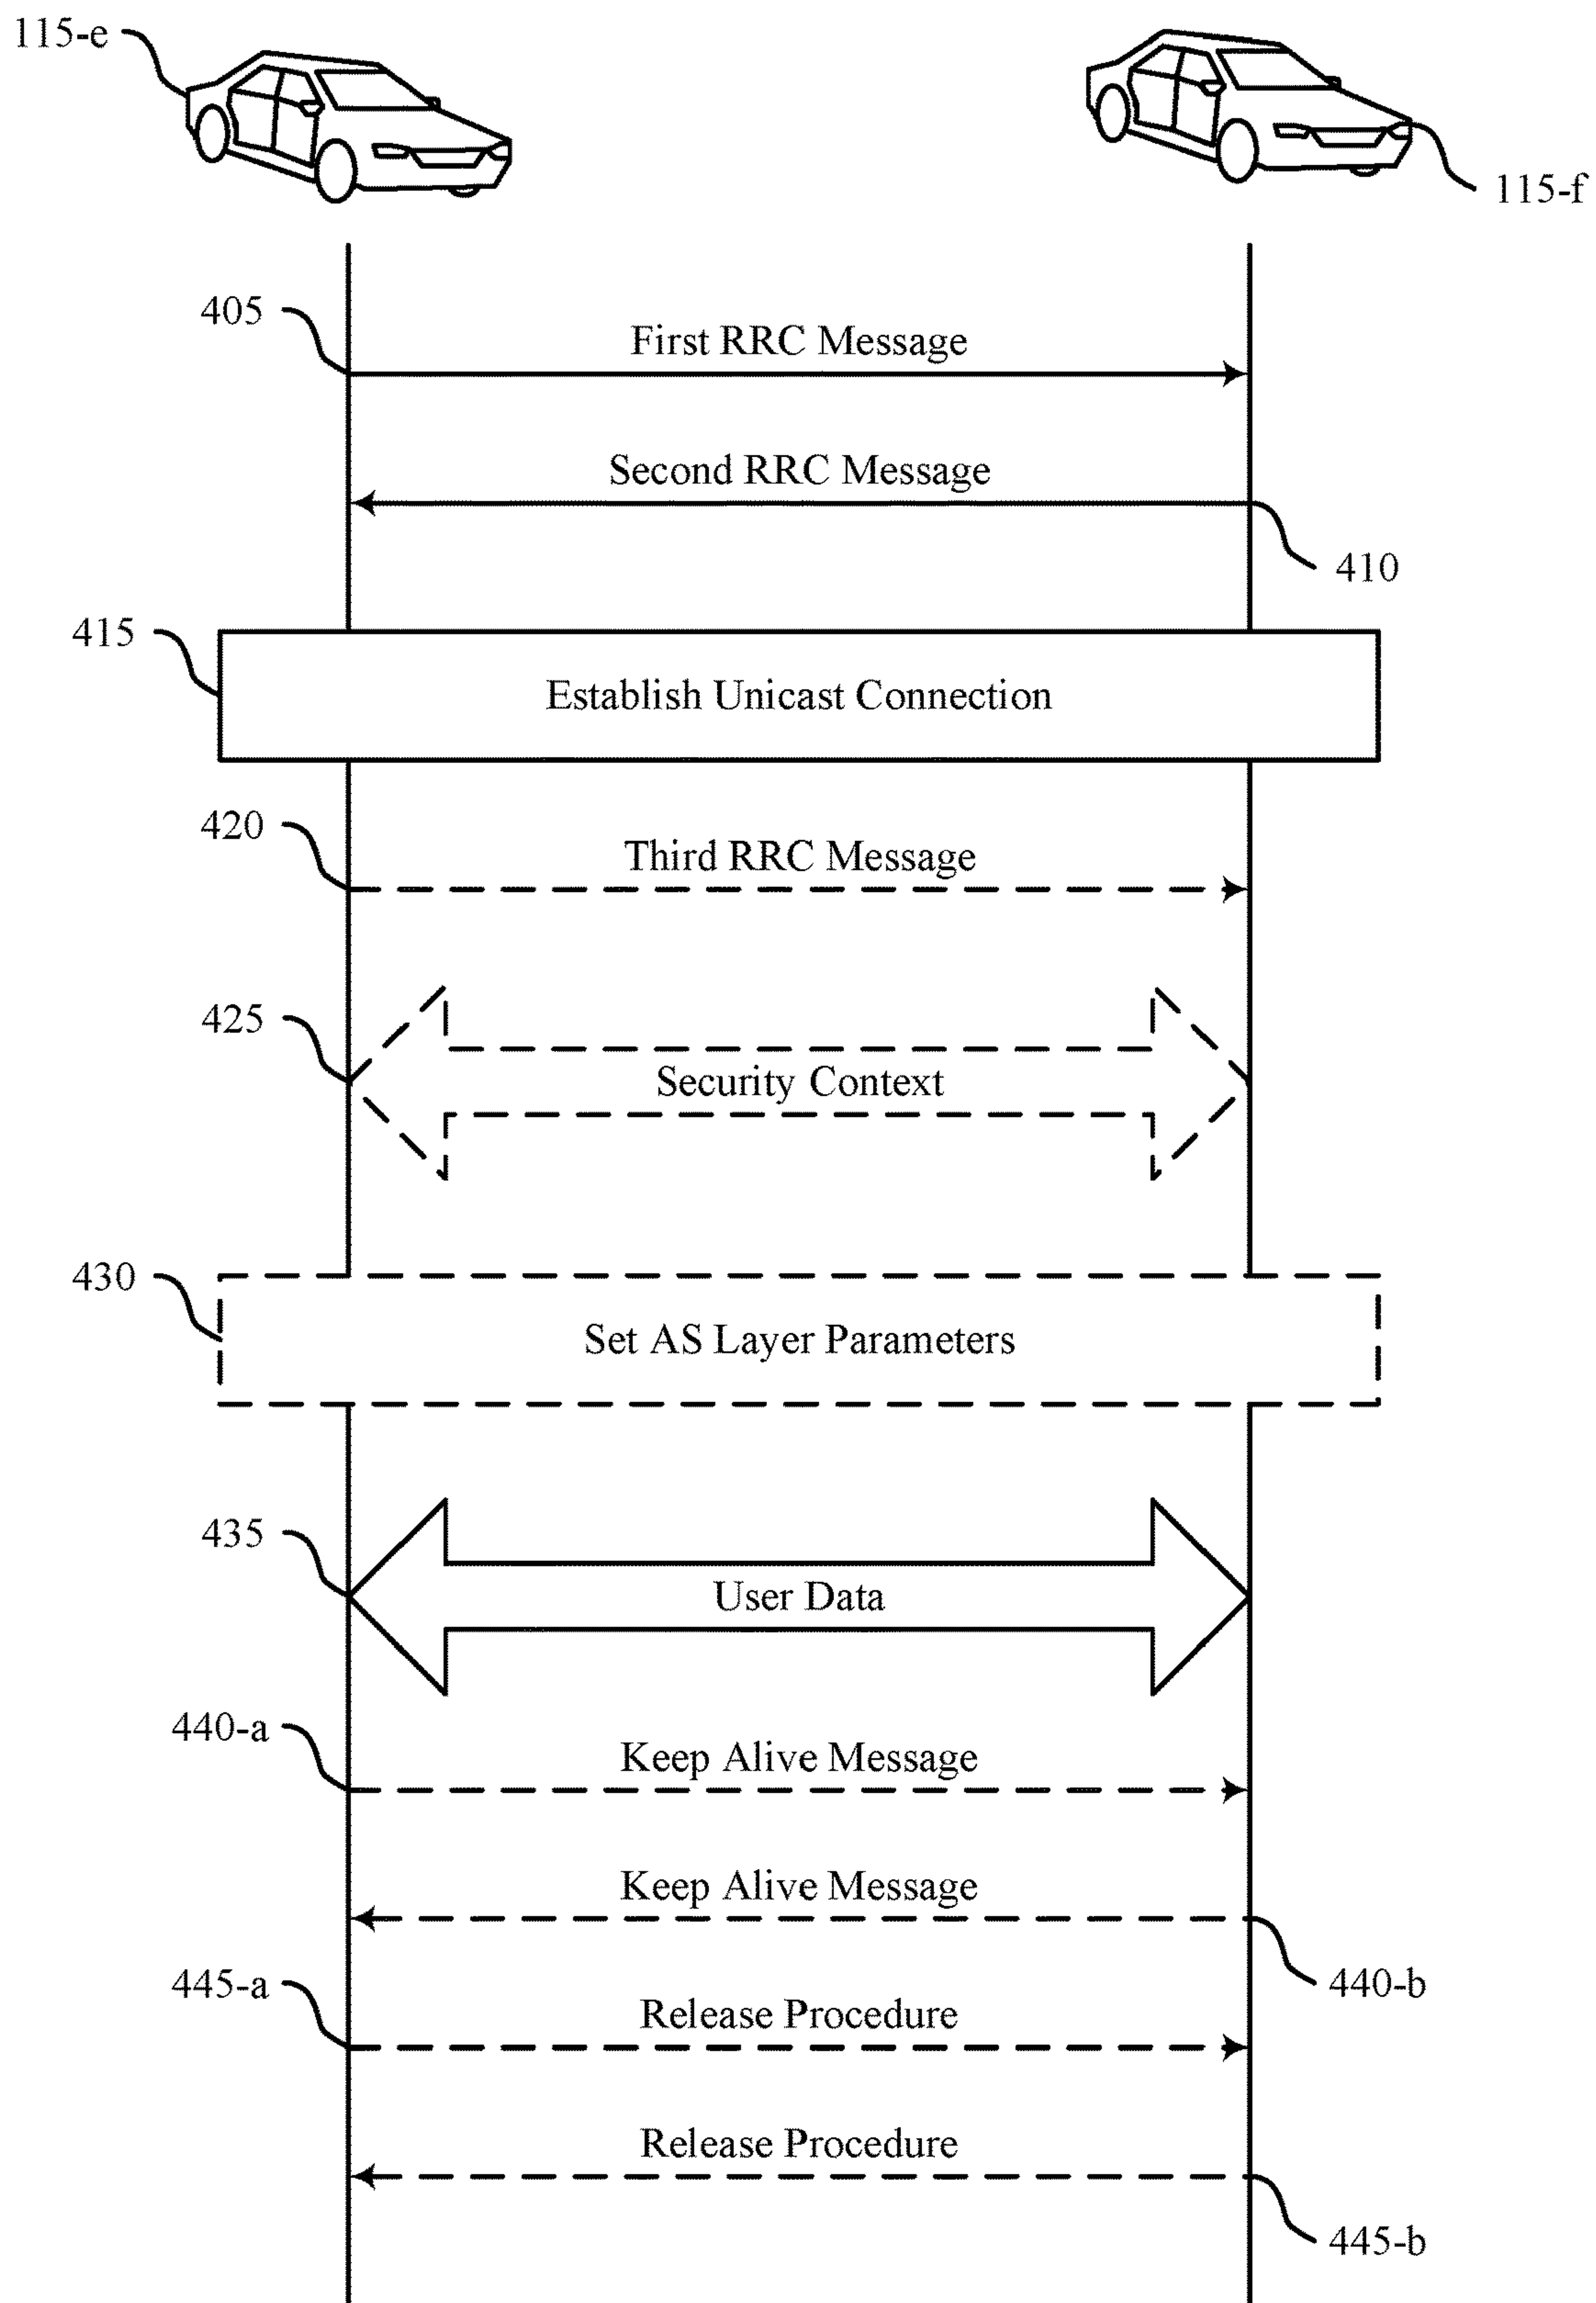 115-e
115-f
405
First RRC Message
Second RRC Message
410
415
Establish Unicast Connection
420
Third RRC Message
425
Security Context
430
Set AS Layer Parameters
435
User Data
440-a
Keep Alive Message
Keep Alive Message
440-b
445-a
Release Procedure
Release Procedure
445-b